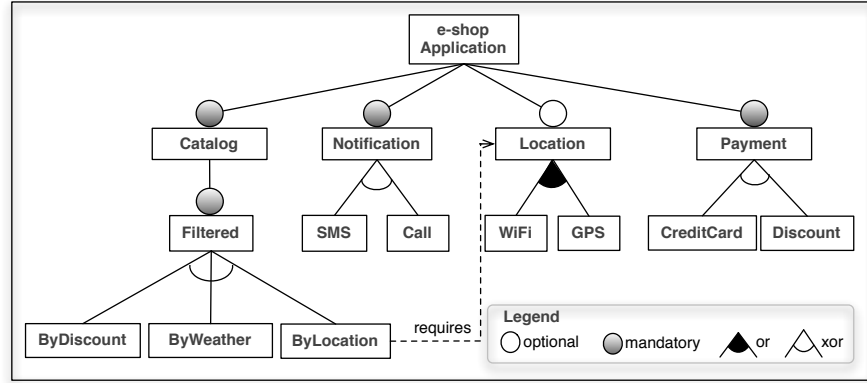 e-shop
Application
Catalog
Notification
Location
Payment
Filtered
SMS
Call
WiFi
GPS
CreditCard
Discount
ByDiscount
ByWeather
ByLocation
requires
Legend
optional
mandatory
or
xor